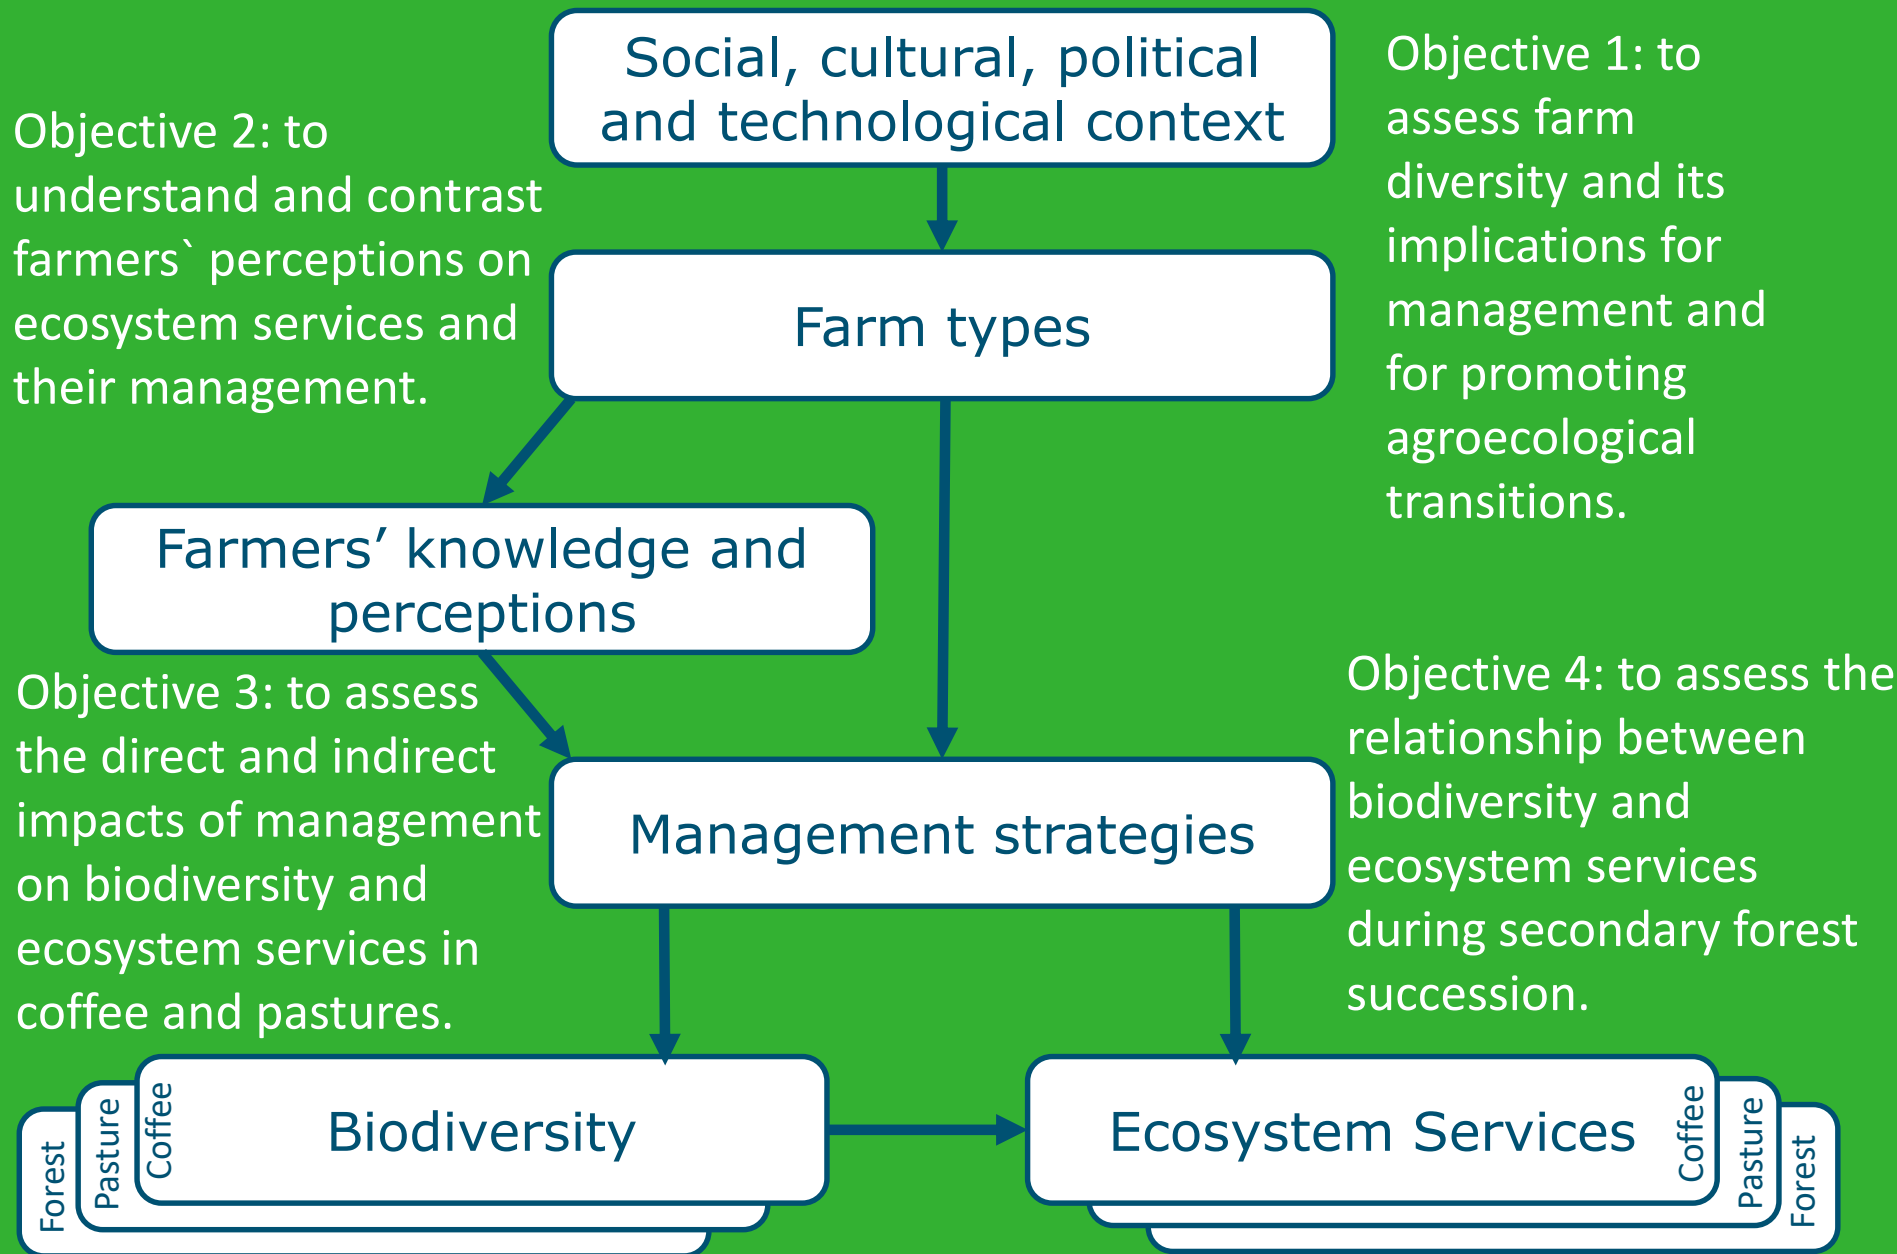 Social, cultural, political
and technological context
Objective 1: to
assess farm
diversity and its
implications for
management and
for promoting
agroecological
transitions.
Objective 2: to
understand and contrast
farmers` perceptions on
ecosystem services and
their management.
Farm types
Farmers’ knowledge and
perceptions
Objective 3: to assess
the direct and indirect
impacts of management
on biodiversity and
ecosystem services in
coffee and pastures.
Objective 4: to assess the
relationship between
biodiversity and
ecosystem services
during secondary forest
succession.
Management strategies
Forest
Pasture
Coffee
Biodiversity
Ecosystem Services
Coffee
Pasture
Forest